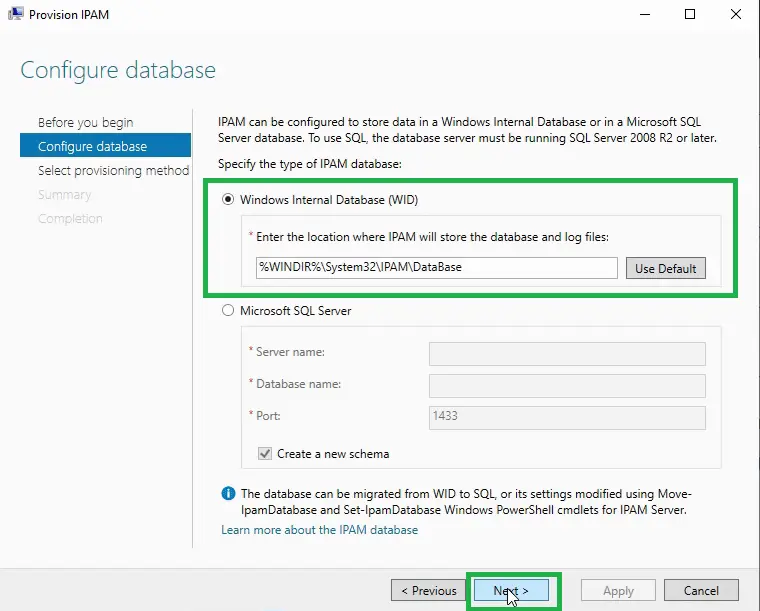 Provision IPAM
Configure database
Before you begin
Configure database
Select provisioning method
Summary
Completion
IPAM can be configured to store data in a Windows Internal Database or in a Microsoft SQL
Server database. To use SQL, the database server must be running SQL Server 2008 R2 or later.
Specify the type of IPAM database:
Windows Internal Database (WID)
* Enter the location where IPAM will store the database and log files:
%WINDIR%\System32\IPAM\DataBase
Use Default
Microsoft SQL Server
* Server name:
* Database name:
* Port:
1433
Create a new schema
The database can be migrated from WID to SQL, or its settings modified using Move-
IpamDatabase and Set-IpamDatabase Windows PowerShell cmdlets for IPAM Server.
Learn more about the IPAM database
< Previous
Next >
Apply
Cancel